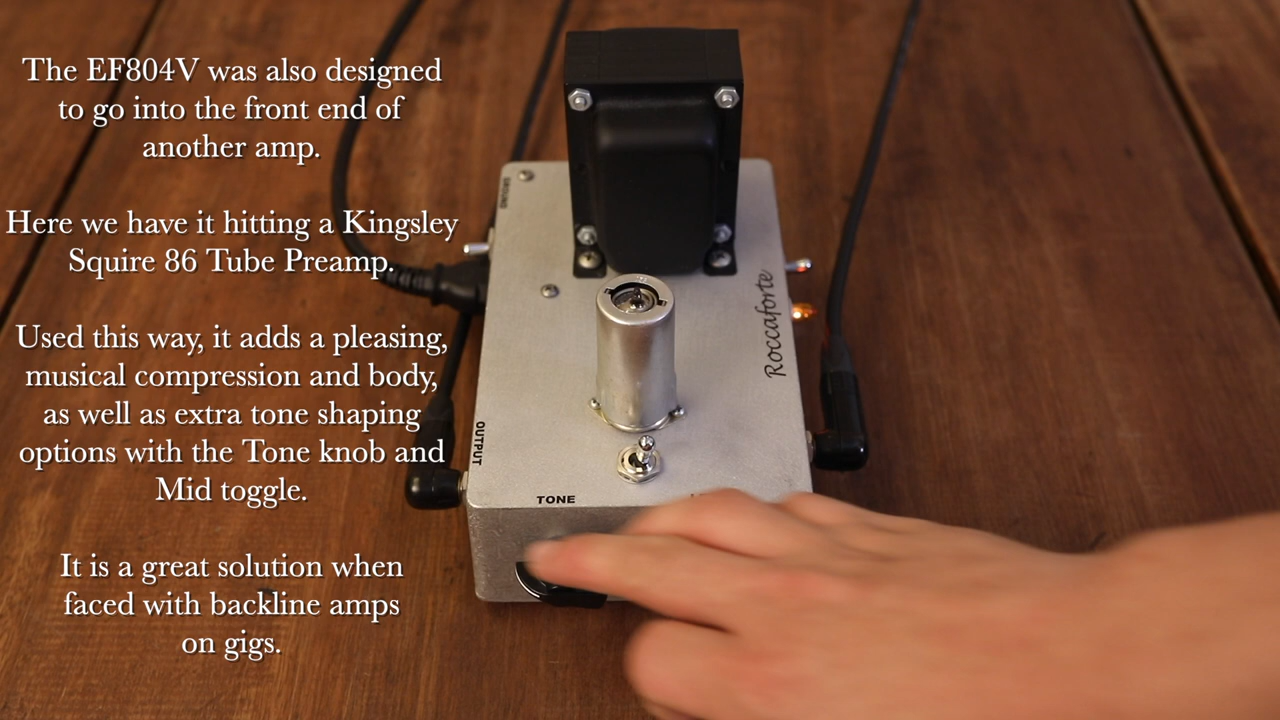 The EF804V was also designed
to go into the front end of
another amp.
Here we have it hitting a Kingsley
Squire 86 Tube Preamp.
Used this way, it adds a pleasing,
musical compression and body,
as well as extra tone shaping
options with the Tone knob and
Mid toggle.
It is a great solution when
faced with backline amps
on gigs.
GROUND
Roccaforte
OUTPUT
TONE